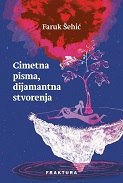 Faruk Šehić
Cimetna
pisma,
dijamantna
stvorenja
FRAKTURA